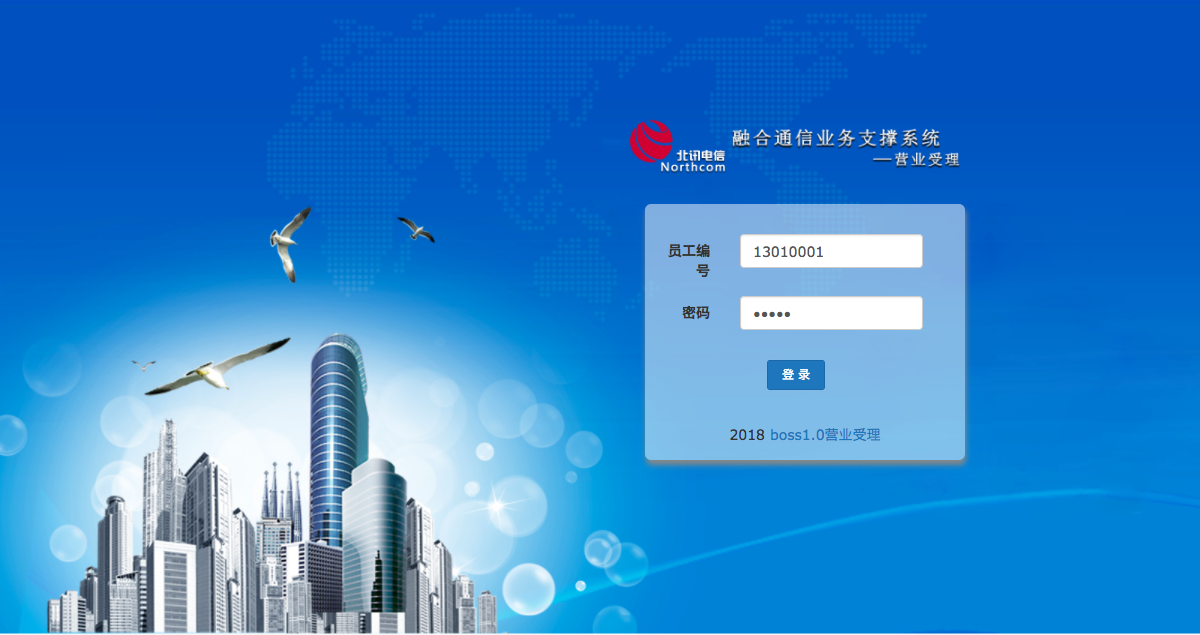 北讯电信
Northcom
融合通信业务支撑系统
—营业受理
员工编
号
13010001
密码
•••••
登 录
2018 boss1.0营业受理